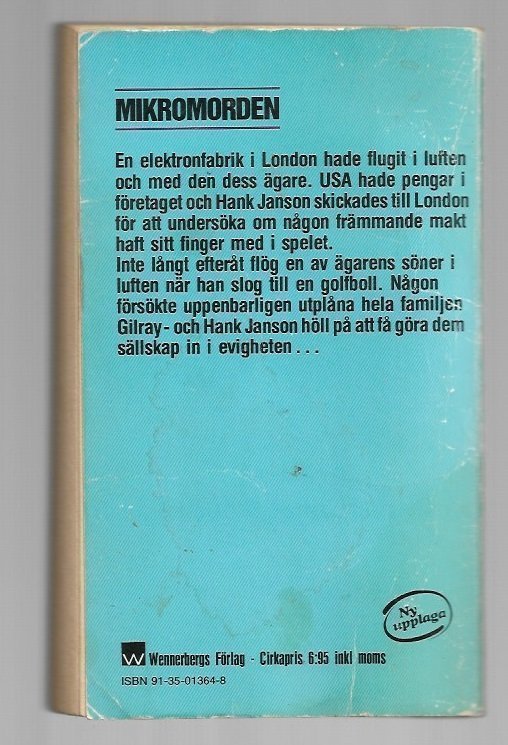 MIKROMORDEN
En elektronfabrik i London hade flugit i luften
och med den dess ägare. USA hade pengar i
företaget och Hank Janson skickades till London
för att undersöka om någon främmande makt
haft sitt finger med i spelet.
Inte långt efteråt flög en av ägarens söner i
luften när han slog till en golfboll. Någon
försökte uppenbarligen utplåna hela familjen
Gilray - och Hank Janson höll på att få göra dem
sällskap in i evigheten ...
Ny
upplaga
W Wennerbergs Förlag - Cirkapris 6:95 inkl moms
ISBN 91-35-01364-8